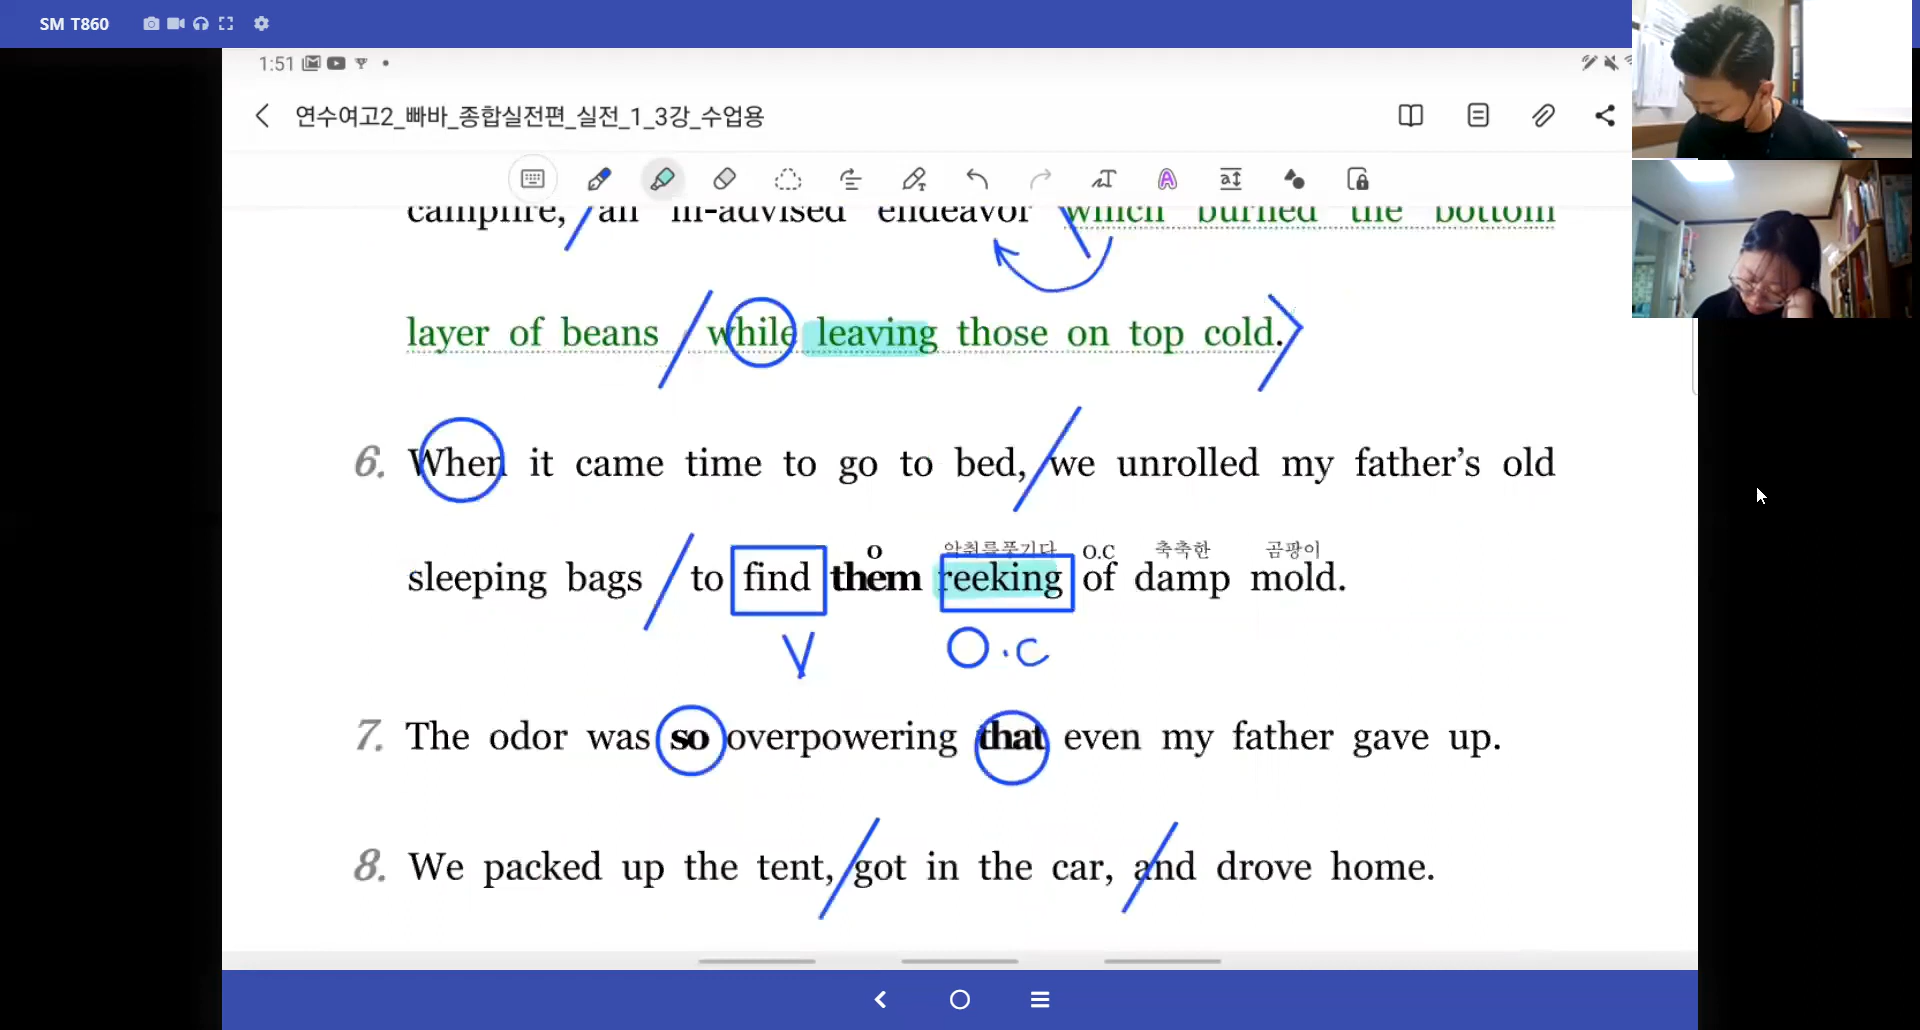 SM T860
1:51
연수여고2_빠바_종합실전편_실전_1_3강_수업용
campfire, an ill-advised endeavor which burned the bottom
layer of beans while leaving those on top cold.
6. When it came time to go to bed, we unrolled my father's old
O 악취를풍기다 O.C 축축한 곰팡이
sleeping bags to find them reeking of damp mold.
V O.C
7. The odor was so overpowering that even my father gave up.
8. We packed up the tent, got in the car, and drove home.